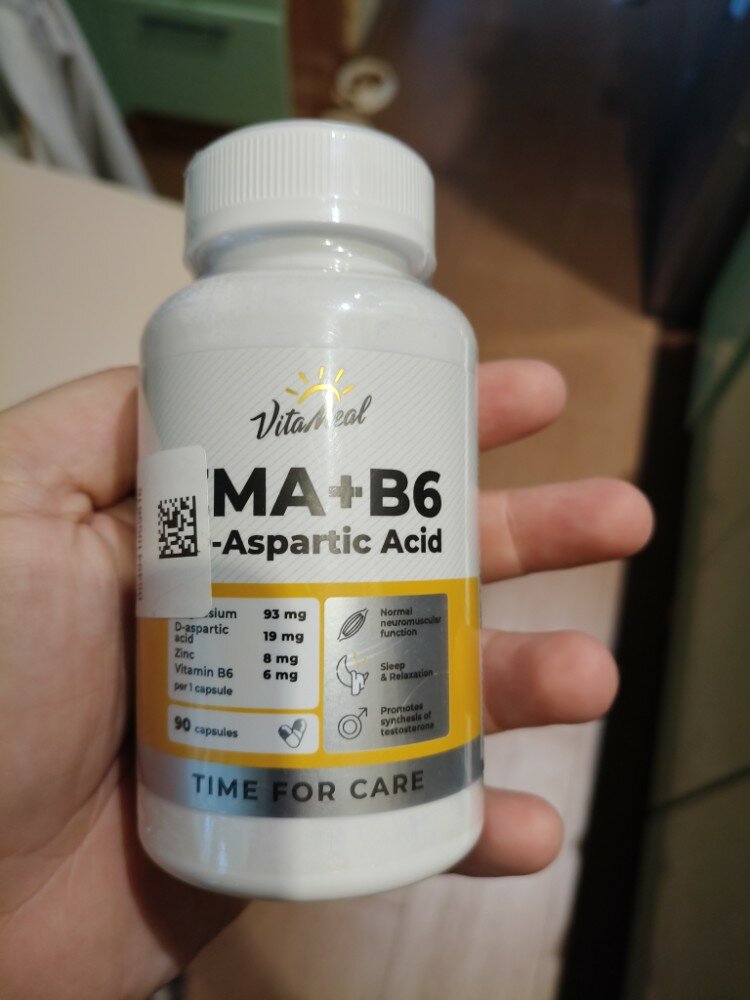 VitaMeal
MA+B6
-Aspartic Acid
sium 93 mg
D-aspartic
acid 19 mg
Zinc 8 mg
Vitamin B6 6 mg
per 1 capsule
90 capsules
Normal
neuromuscular
function
Sleep
& Relaxation
Promotes
synthesis of
testosterone
TIME FOR CARE